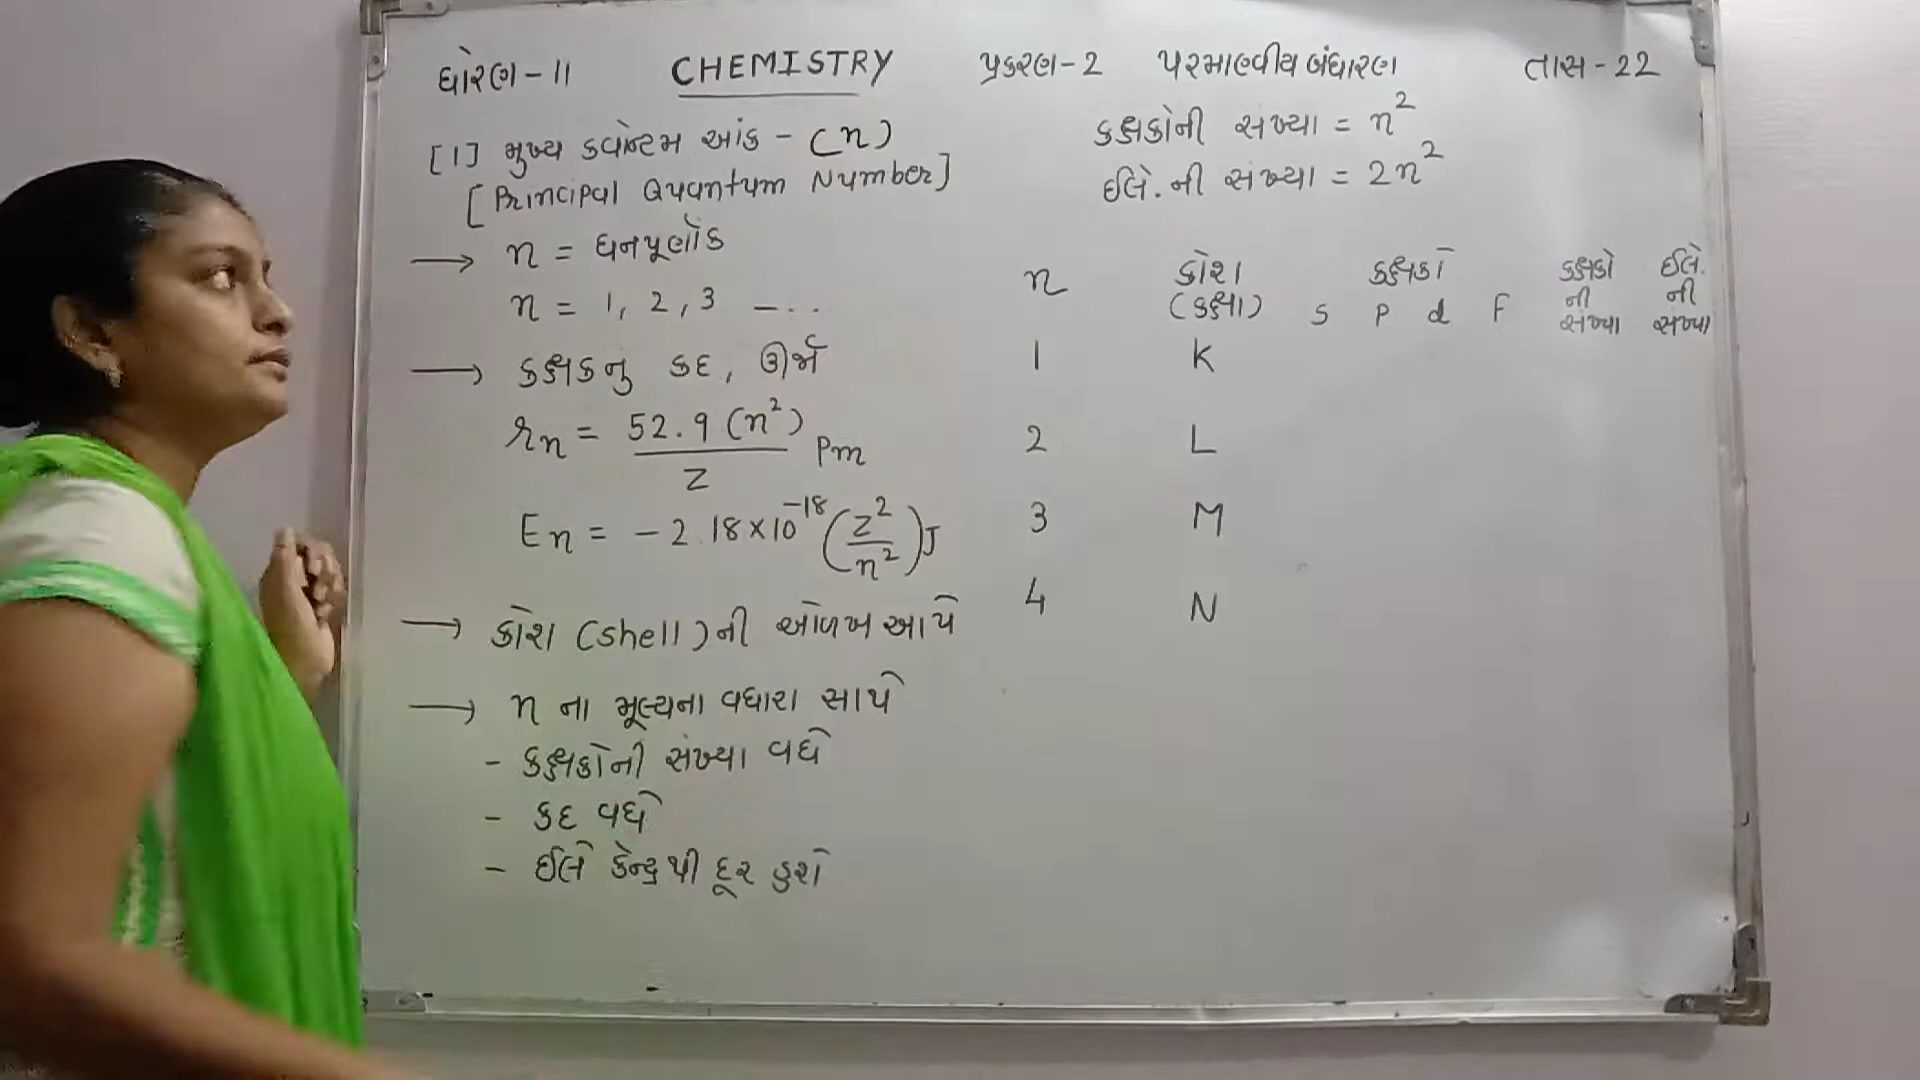 ધોરણ - 11 CHEMISTRY પ્રકરણ - 2 પરમાણ્વીય બંધારણ તાસ - 22
[1] મુખ્ય ક્વોન્ટમ આંક - (n)
[Principal Quantum Number]
→ n = ધનપૂર્ણાંક
n = 1, 2, 3 - - ..
→ કક્ષકનું કદ, ઊર્જા
rn = 52.9 (n²) / Z Pm
En = - 2.18 × 10⁻¹⁸ (Z² / n²) J
→ કોશ (shell) ની ઓળખ આપે
→ n ના મૂલ્યના વધારા સાથે
- કક્ષકોની સંખ્યા વધે
- કદ વધે
- ઈલે કેન્દ્રથી દૂર હશે
કક્ષકોની સંખ્યા = n²
ઈલે. ની સંખ્યા = 2n²
n કોશ (કક્ષા) કક્ષકો કક્ષકો ની સંખ્યા ઈલે. ની સંખ્યા
S P d F
1 K
2 L
3 M
4 N